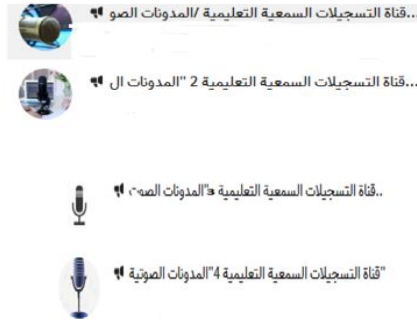 قناة التسجيلات السمعية التعليمية /المدونات الصو...
قناة التسجيلات السمعية التعليمية 2 "المدونات ال...
قناة التسجيلات السمعية التعليمية 3"المدونات الصوت..
قناة التسجيلات السمعية التعليمية 4"المدونات الصوتية"